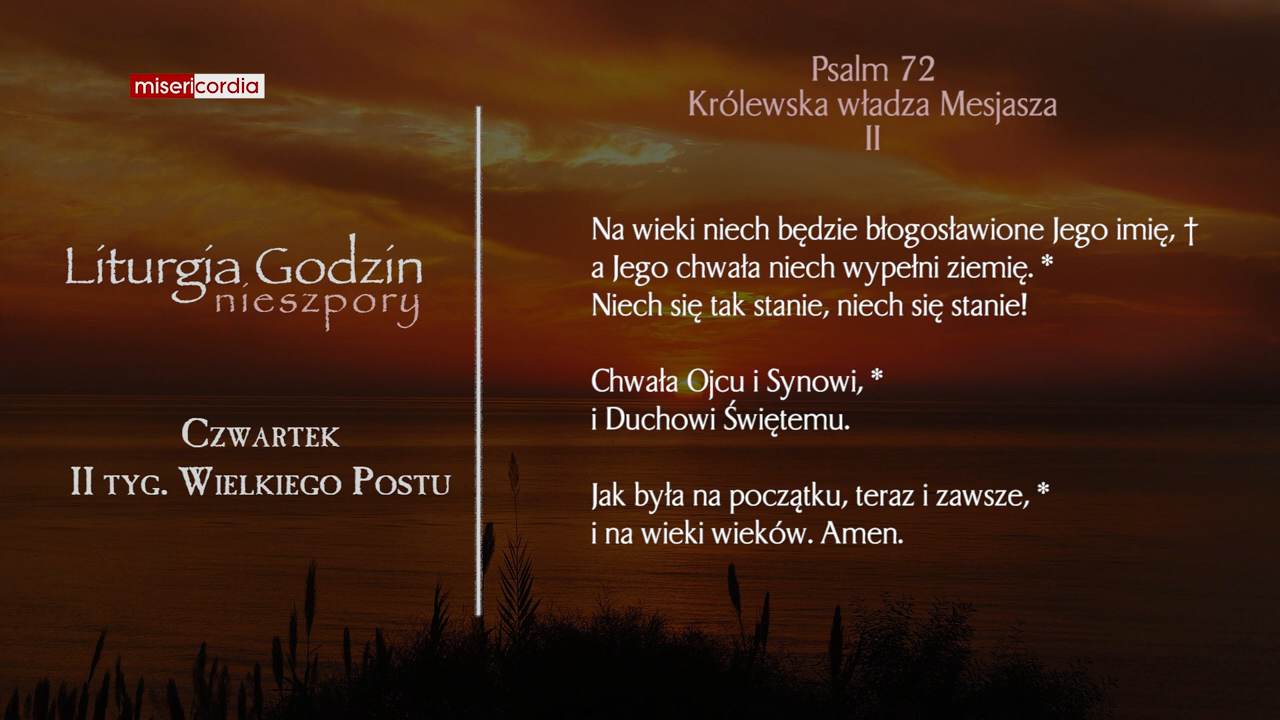 misericordia
Liturgia Godzin
nieszpory
Czwartek
II tyg. Wielkiego Postu
Psalm 72
Królewska władza Mesjasza
II
Na wieki niech będzie błogosławione Jego imię, †
a Jego chwała niech wypełni ziemię. *
Niech się tak stanie, niech się stanie!
Chwała Ojcu i Synowi, *
i Duchowi Świętemu.
Jak była na początku, teraz i zawsze, *
i na wieki wieków. Amen.